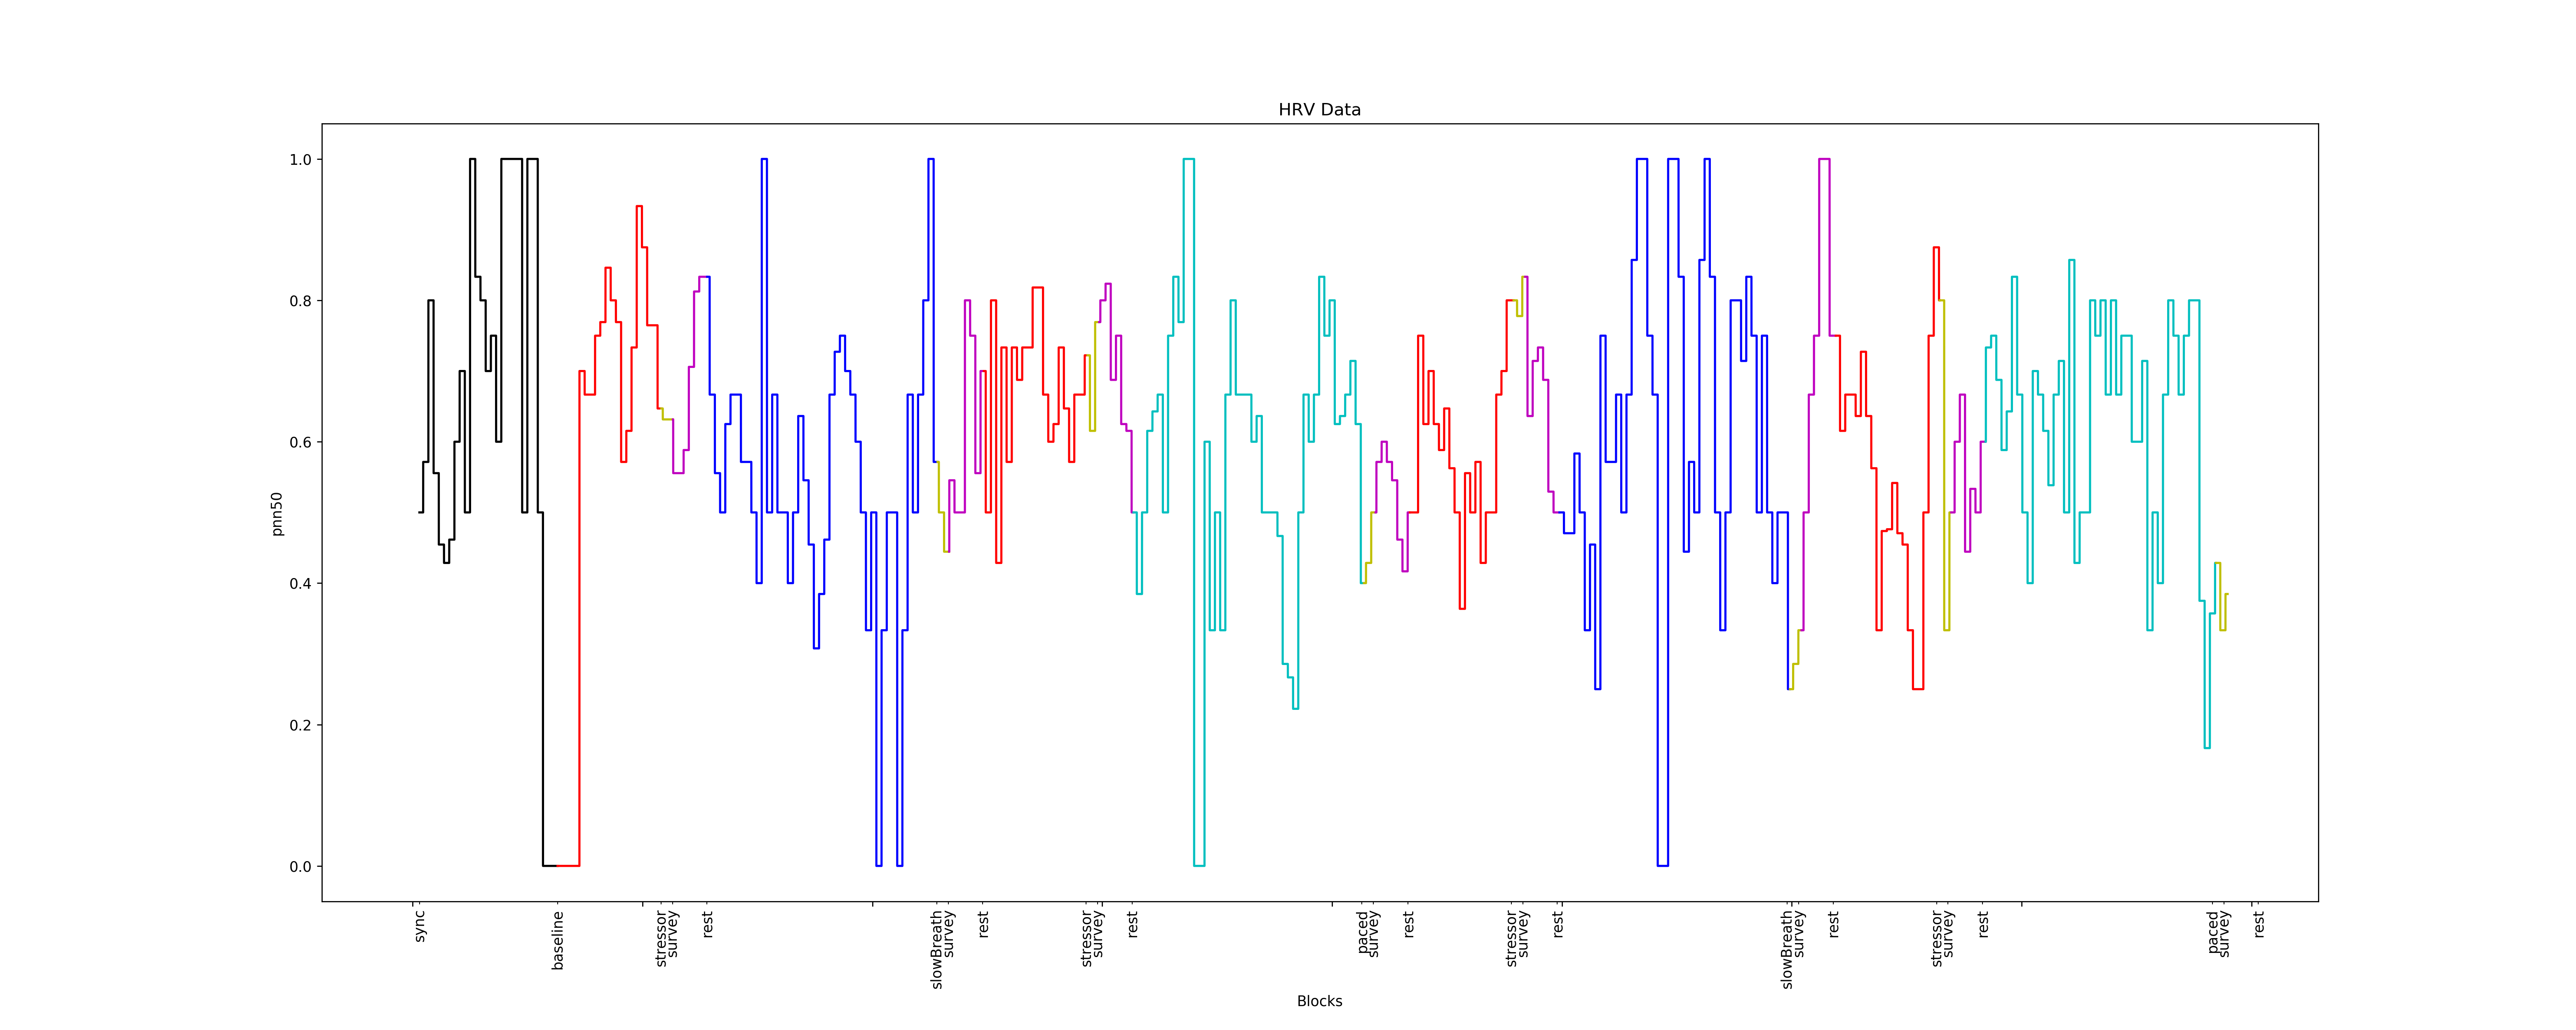 HRV Data
1.0
0.8
0.6
0.4
0.2
0.0
pnn50
sync
baseline
stressor
survey
rest
slowBreath
survey
rest
stressor
survey
rest
paced
survey
rest
stressor
survey
rest
slowBreath
survey
rest
stressor
survey
rest
paced
survey
rest
Blocks